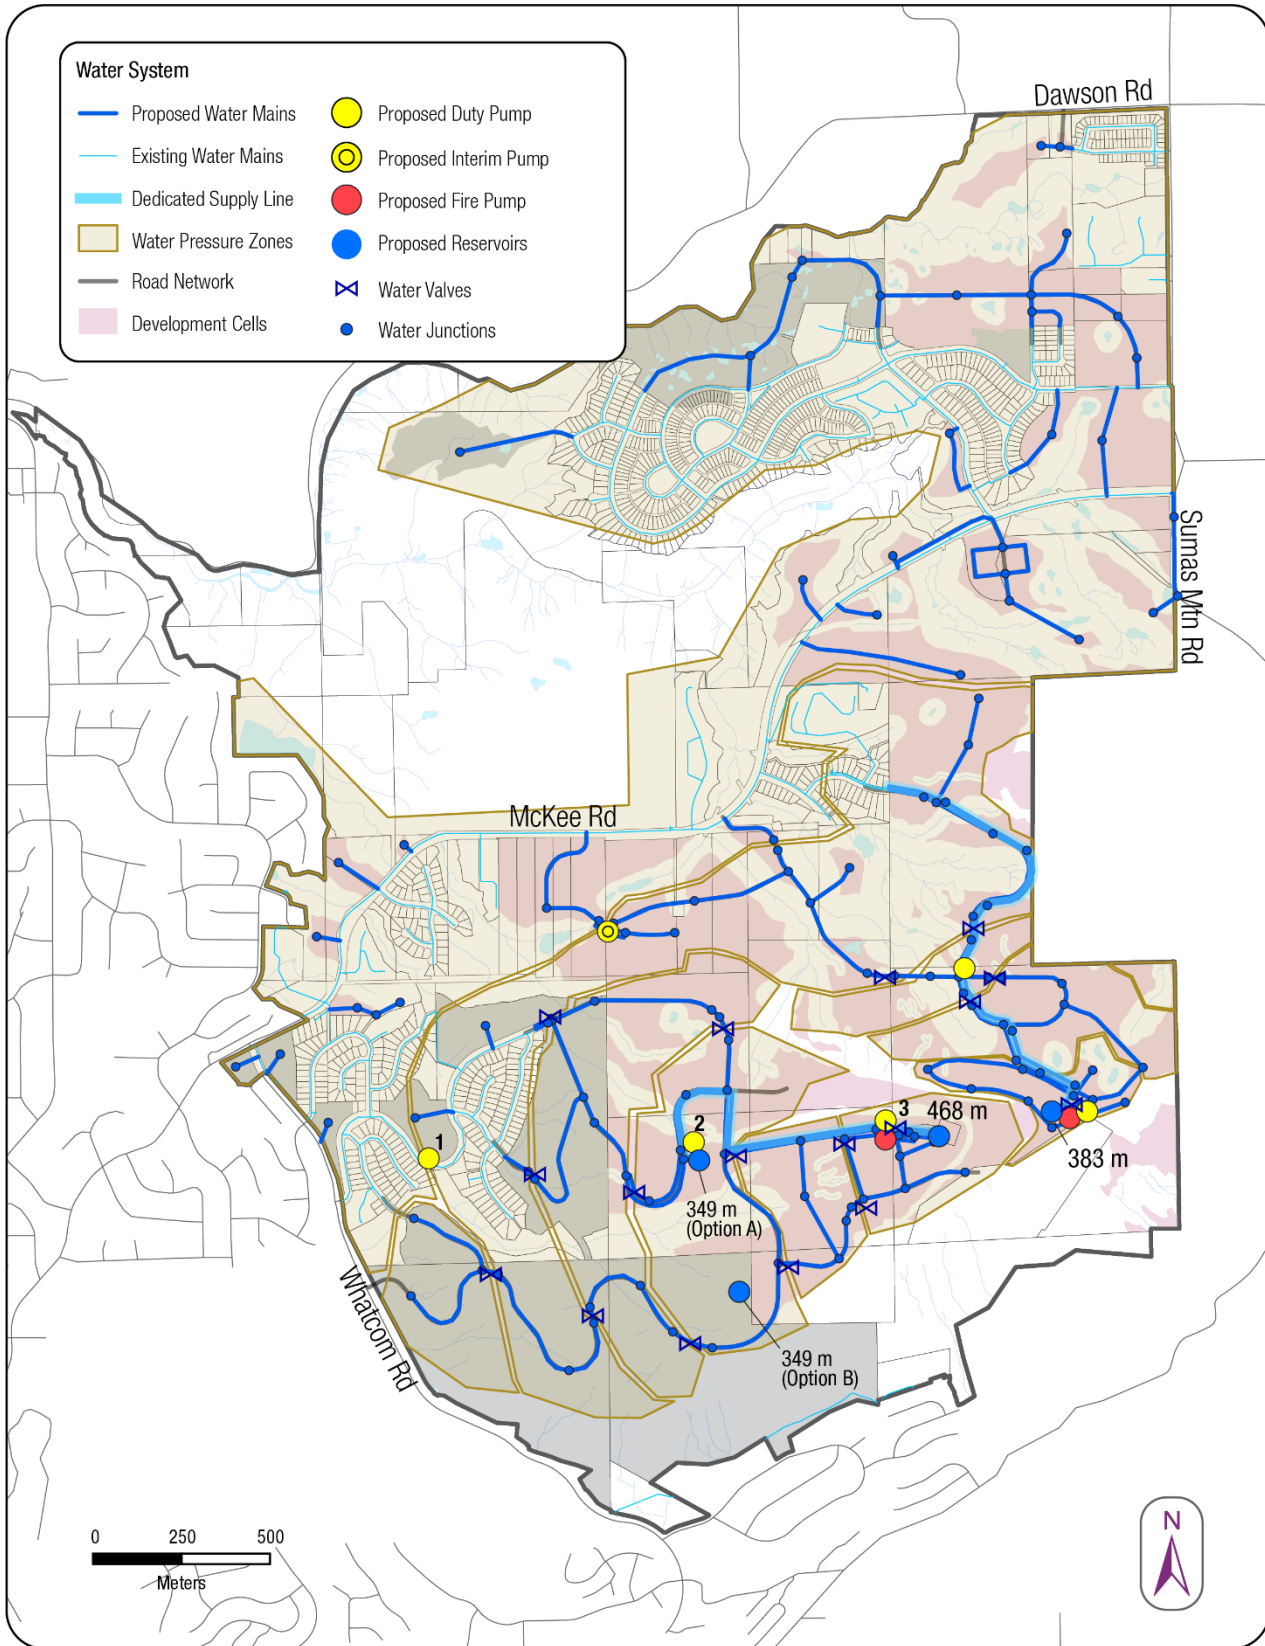 Water System
Proposed Water Mains
Existing Water Mains
Dedicated Supply Line
Water Pressure Zones
Road Network
Development Cells
Proposed Duty Pump
Proposed Interim Pump
Proposed Fire Pump
Proposed Reservoirs
Water Valves
Water Junctions
Dawson Rd
Sumas Mtn Rd
McKee Rd
1
2
3
468 m
383 m
349 m
(Option A)
349 m
(Option B)
Whatcom Rd
0 250 500
Meters
N